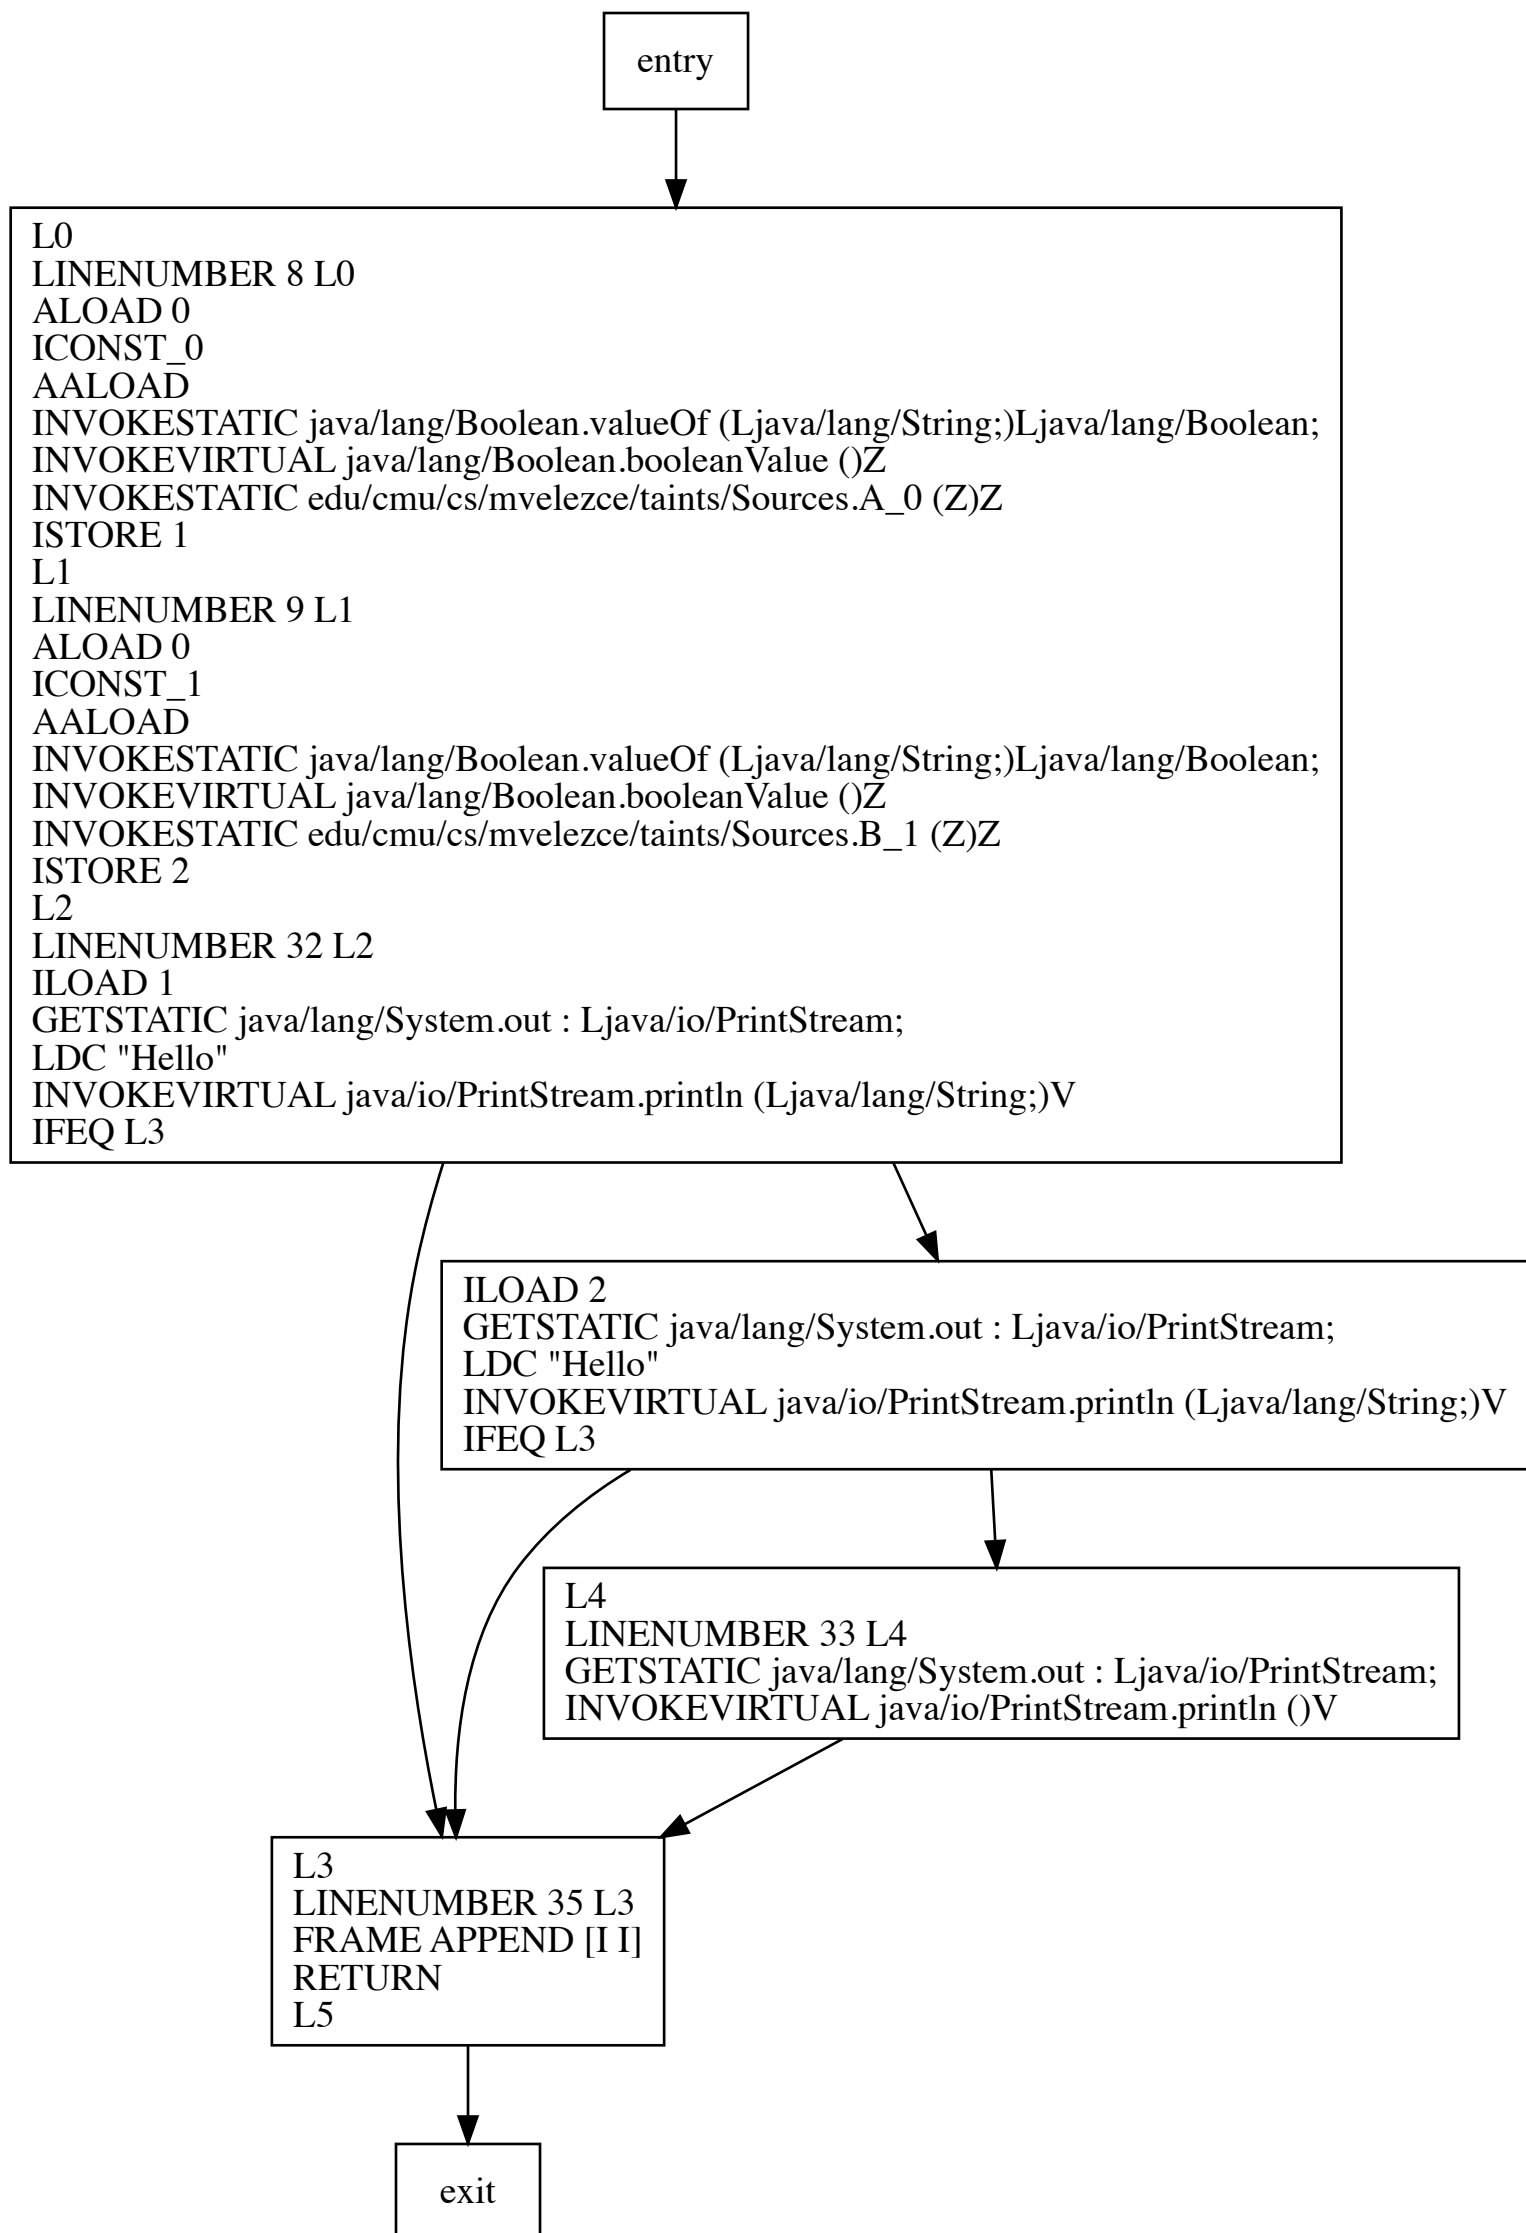 entry
L0
LINENUMBER 8 L0
ALOAD 0
ICONST_0
AALOAD
INVOKESTATIC java/lang/Boolean.valueOf (Ljava/lang/String;)Ljava/lang/Boolean;
INVOKEVIRTUAL java/lang/Boolean.booleanValue ()Z
INVOKESTATIC edu/cmu/cs/mvelezce/taints/Sources.A_0 (Z)Z
ISTORE 1
L1
LINENUMBER 9 L1
ALOAD 0
ICONST_1
AALOAD
INVOKESTATIC java/lang/Boolean.valueOf (Ljava/lang/String;)Ljava/lang/Boolean;
INVOKEVIRTUAL java/lang/Boolean.booleanValue ()Z
INVOKESTATIC edu/cmu/cs/mvelezce/taints/Sources.B_1 (Z)Z
ISTORE 2
L2
LINENUMBER 32 L2
ILOAD 1
GETSTATIC java/lang/System.out : Ljava/io/PrintStream;
LDC "Hello"
INVOKEVIRTUAL java/io/PrintStream.println (Ljava/lang/String;)V
IFEQ L3
ILOAD 2
GETSTATIC java/lang/System.out : Ljava/io/PrintStream;
LDC "Hello"
INVOKEVIRTUAL java/io/PrintStream.println (Ljava/lang/String;)V
IFEQ L3
L4
LINENUMBER 33 L4
GETSTATIC java/lang/System.out : Ljava/io/PrintStream;
INVOKEVIRTUAL java/io/PrintStream.println ()V
L3
LINENUMBER 35 L3
FRAME APPEND [I I]
RETURN
L5
exit